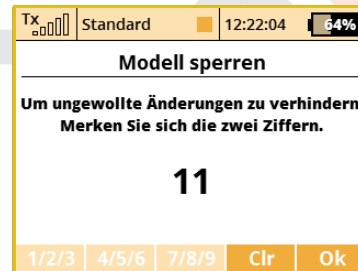 Tx Standard 12:22:04 64%
Modell sperren
Um ungewollte Änderungen zu verhindern
Merken Sie sich die zwei Ziffern.
11
1/2/3 4/5/6 7/8/9 Clr Ok